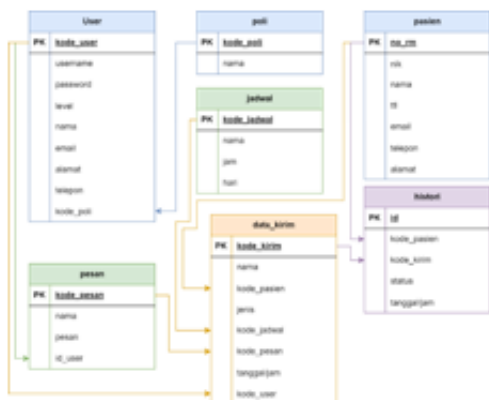 User
PK kode_user
username
password
level
nama
email
alamat
telepon
kode_poli
poli
PK kode_poli
nama
pasien
PK no_rm
nik
nama
ttl
email
telepon
alamat
jadwal
PK kode_jadwal
nama
jam
hari
histori
PK id
kode_pasien
kode_kirim
status
tanggal/jam
data_kirim
PK kode_kirim
nama
kode_pasien
jenis
kode_jadwal
kode_pesan
tanggal/jam
kode_user
pesan
PK kode_pesan
nama
pesan
id_user